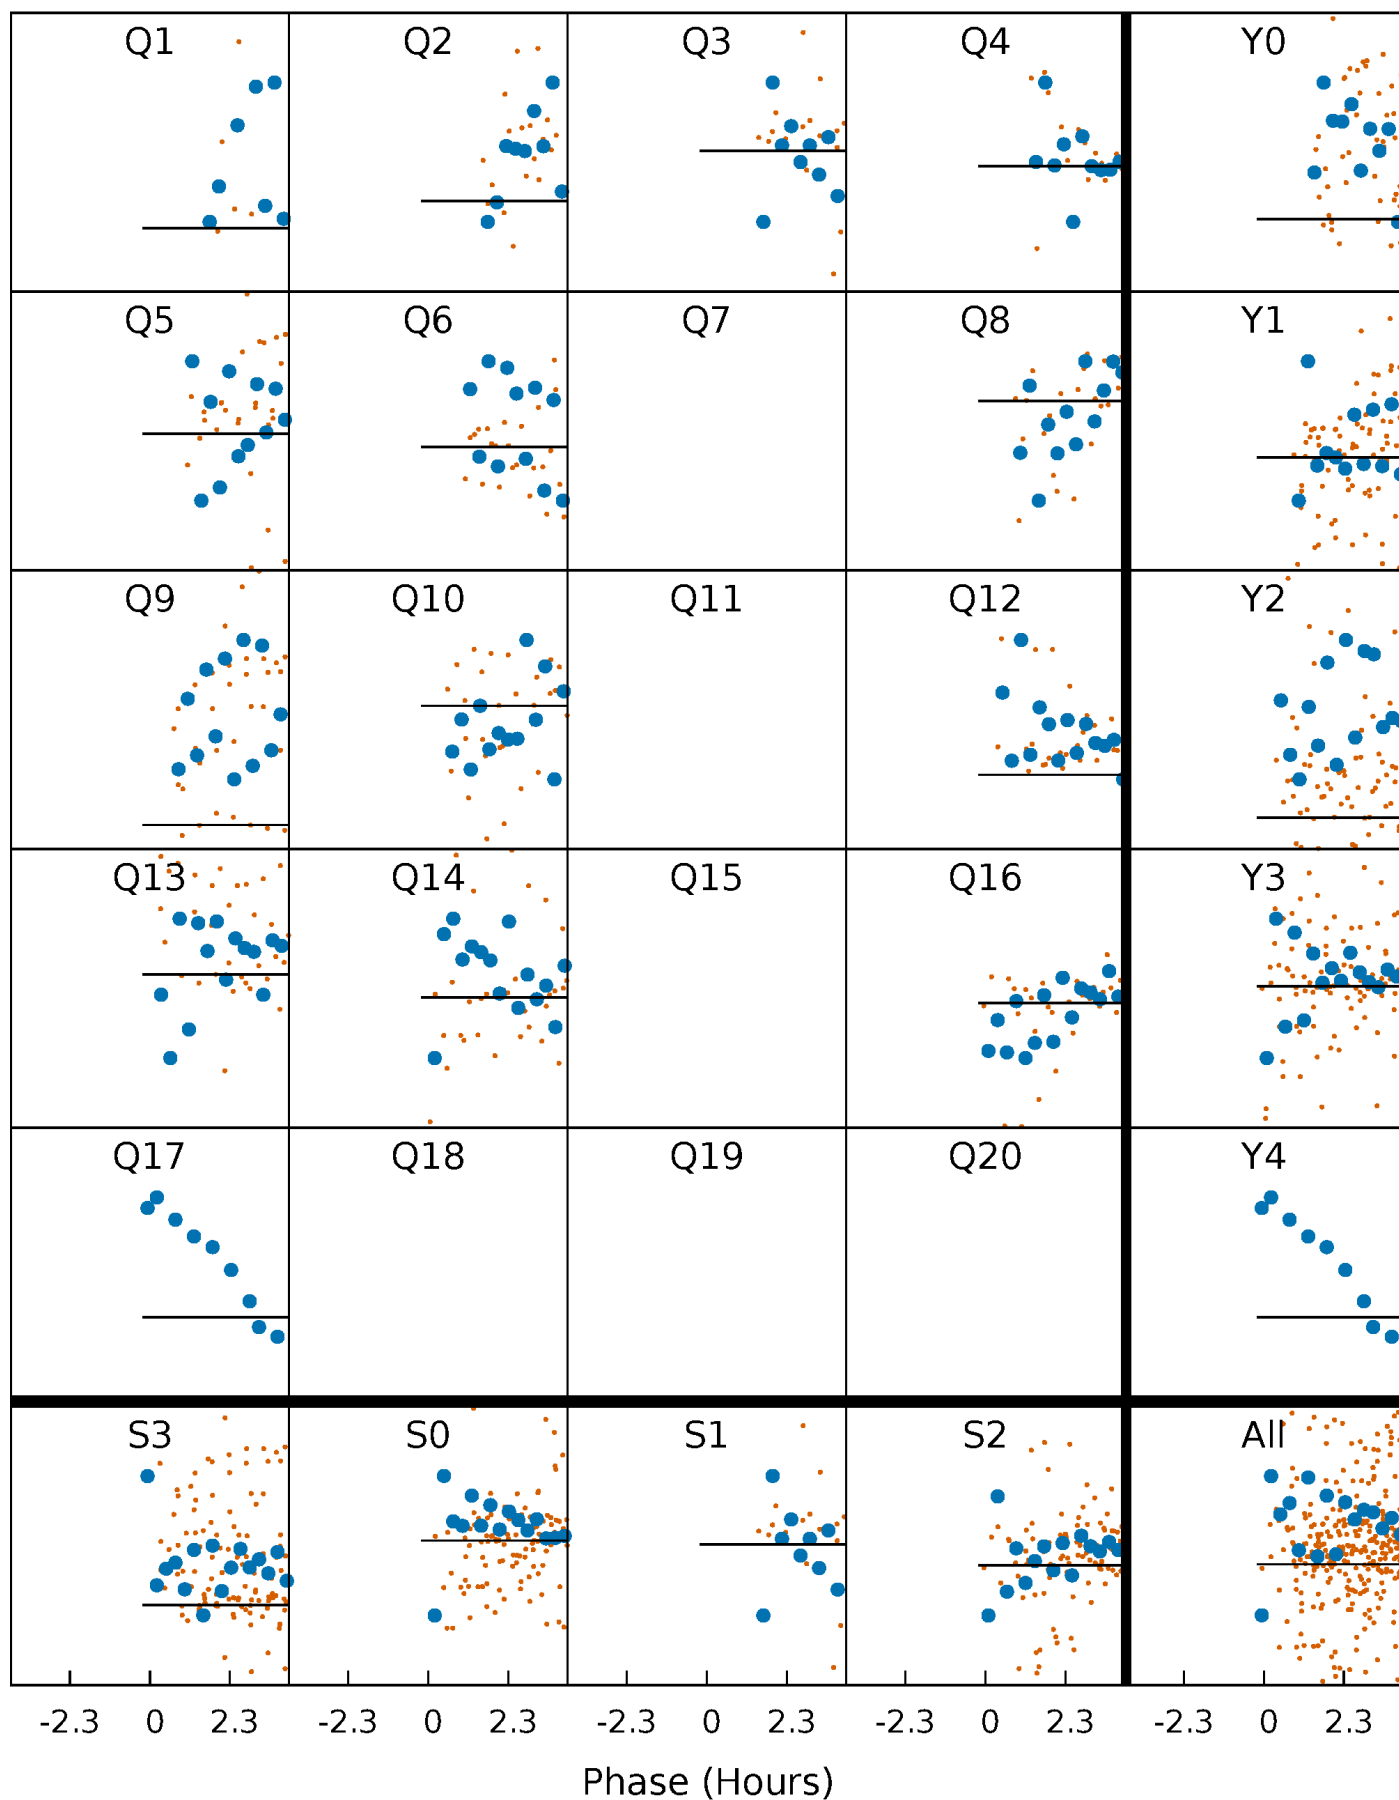 Q1 Q2 Q3 Q4 Y0
Q5 Q6 Q7 Q8 Y1
Q9 Q10 Q11 Q12 Y2
Q13 Q14 Q15 Q16 Y3
Q17 Q18 Q19 Q20 Y4
S3 S0 S1 S2 All
-2.3 0 2.3 -2.3 0 2.3 -2.3 0 2.3 -2.3 0 2.3 -2.3 0 2.3
Phase (Hours)